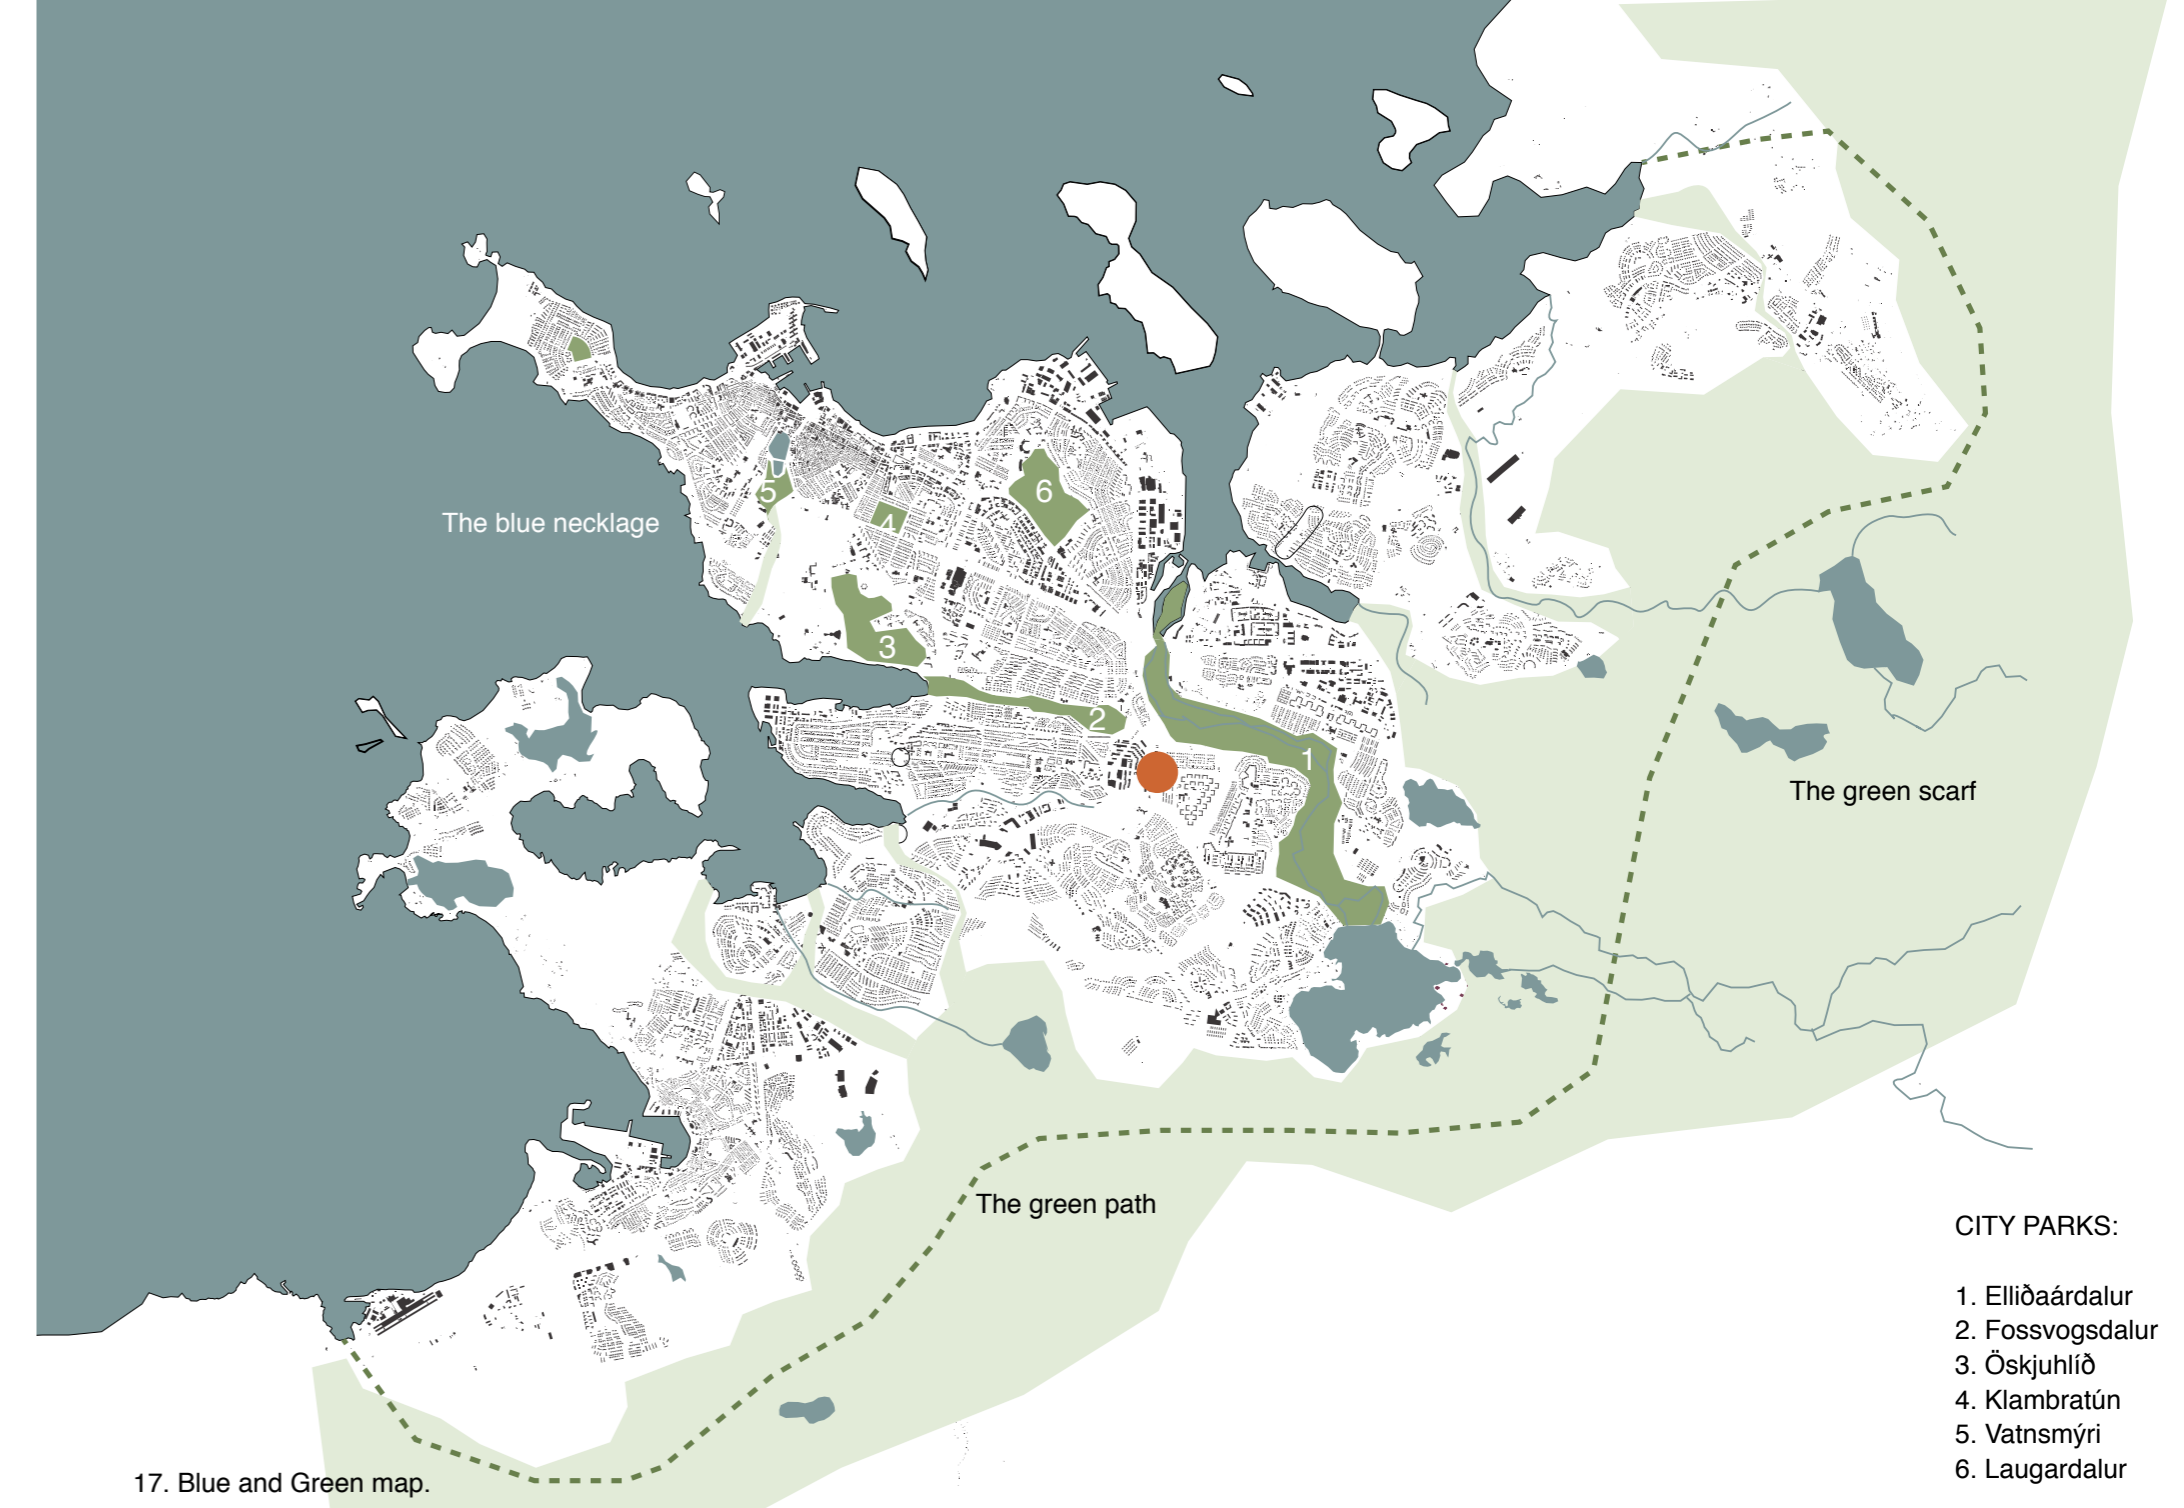 The blue necklage
6
5
4
3
2
1
The green scarf
The green path
CITY PARKS:
1. Elliðaárdalur
2. Fossvogsdalur
3. Öskjuhlíð
4. Klambratún
5. Vatnsmýri
6. Laugardalur
17. Blue and Green map.